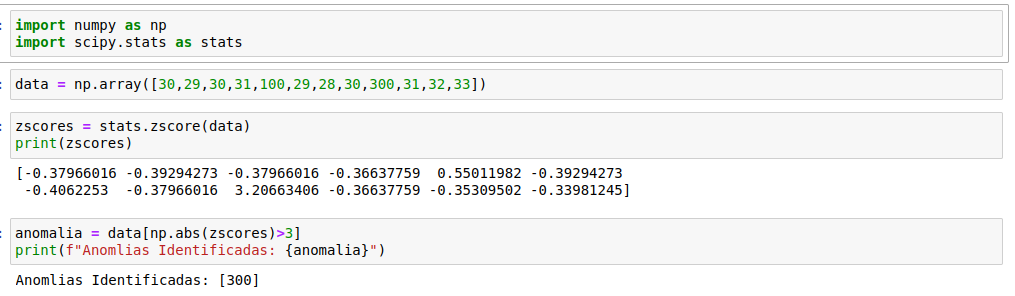 import numpy as np
import scipy.stats as stats
data = np.array([30,29,30,31,100,29,28,30,300,31,32,33])
zscores = stats.zscore(data)
print(zscores)
[-0.37966016 -0.39294273 -0.37966016 -0.36637759  0.55011982 -0.39294273
 -0.4062253  -0.37966016  3.20663406 -0.36637759 -0.35309502 -0.33981245]
anomalia = data[np.abs(zscores)>3]
print(f"Anomlias Identificadas: {anomalia}")
Anomlias Identificadas: [300]